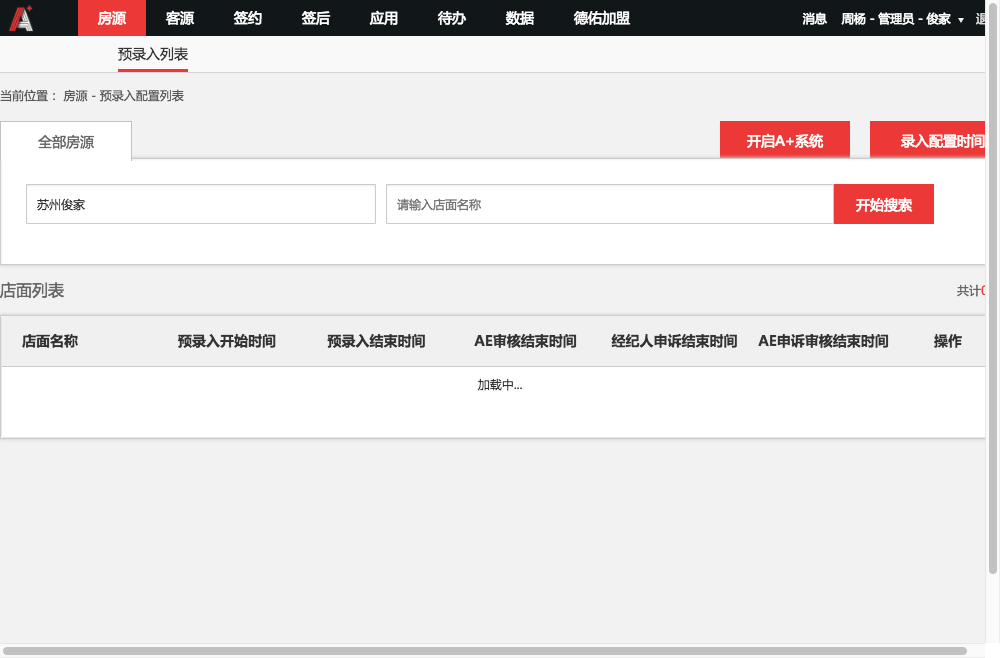 房源 客源 签约 签后 应用 待办 数据 德佑加盟 消息 周杨 - 管理员 - 俊家
预录入列表
当前位置： 房源 - 预录入配置列表
全部房源 开启A+系统 录入配置时间
苏州俊家 请输入店面名称 开始搜索
店面列表 共计0
店面名称 预录入开始时间 预录入结束时间 AE审核结束时间 经纪人申诉结束时间 AE申诉审核结束时间 操作
加载中...